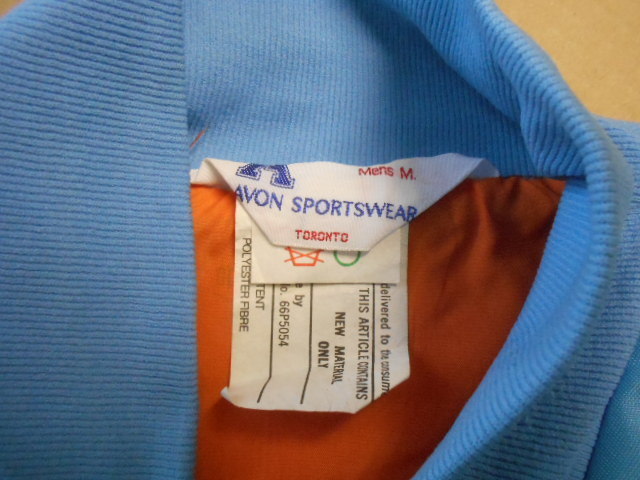 A
Mens M.
AVON SPORTSWEAR
TORONTO
delivered to the consum
THIS ARTICLE CONTAINS
NEW MATERIAL
ONLY
e by
o. 66P5054
TENT
POLYESTER FIBRE